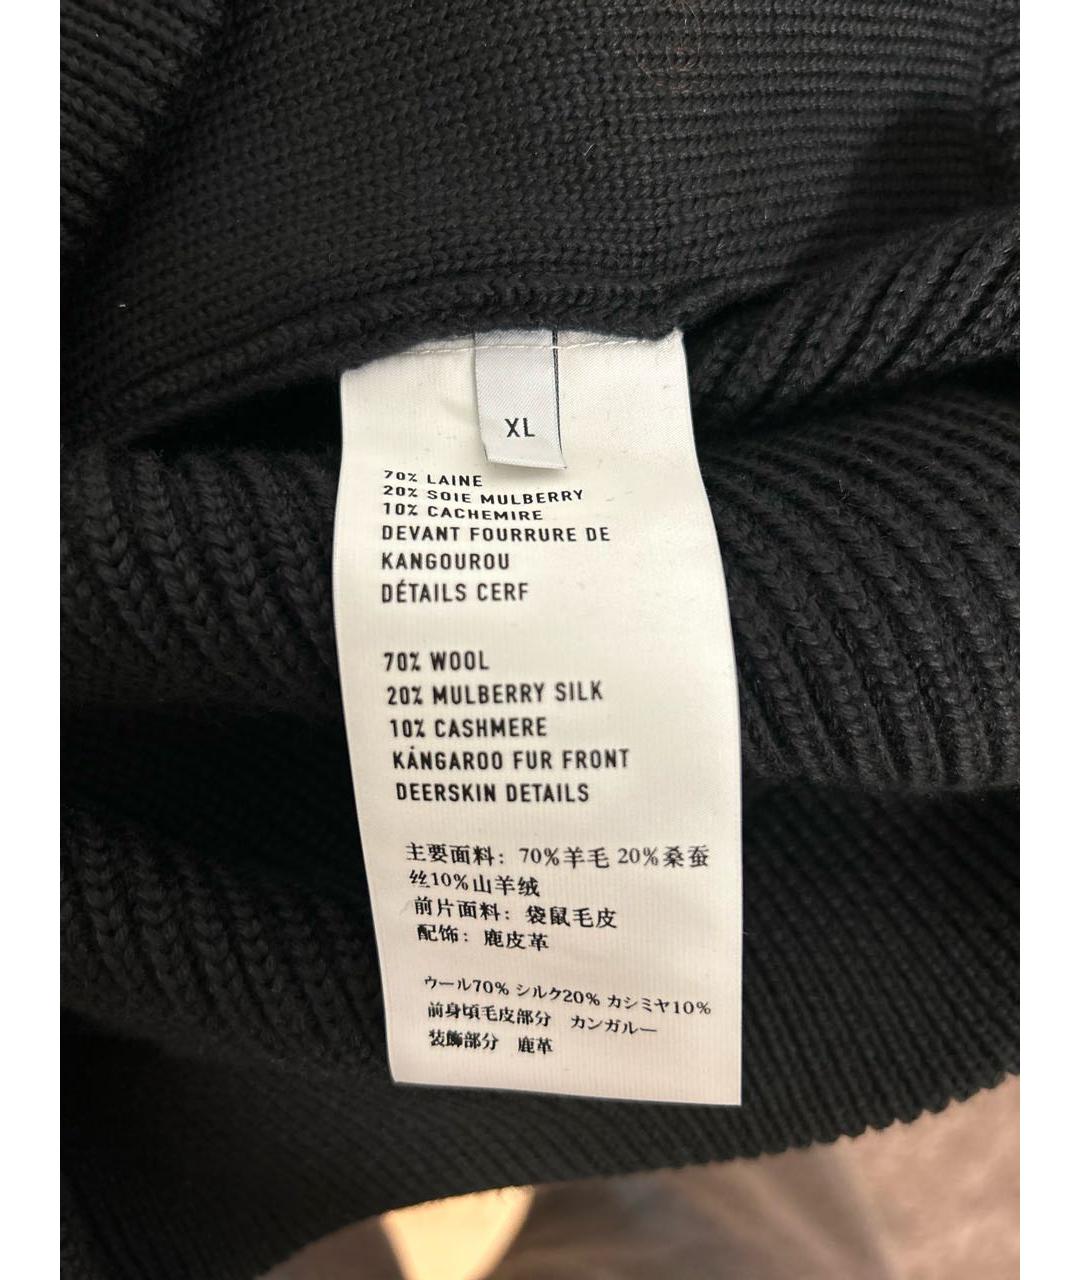 XL
70% LAINE
20% SOIE MULBERRY
10% CACHEMIRE
DEVANT FOURRURE DE
KANGOUROU
DÉTAILS CERF
70% WOOL
20% MULBERRY SILK
10% CASHMERE
KANGAROO FUR FRONT
DEERSKIN DETAILS
主要面料：70%羊毛 20%桑蚕
丝10%山羊绒
前片面料：袋鼠毛皮
配饰：鹿皮革
ウール70% シルク20% カシミヤ10%
前身頃毛皮部分　カンガルー
装飾部分　鹿革